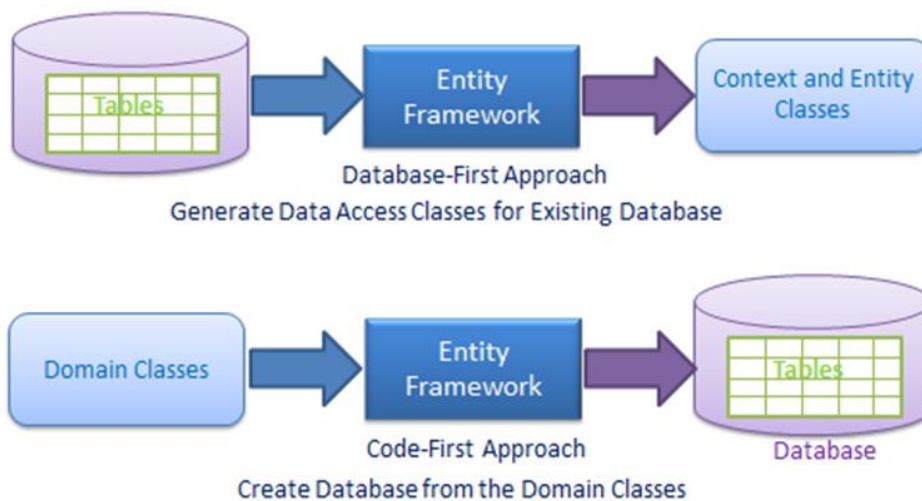 Tables
Entity
Framework
Context and Entity
Classes
Database-First Approach
Generate Data Access Classes for Existing Database
Domain Classes
Entity
Framework
Tables
Database
Code-First Approach
Create Database from the Domain Classes